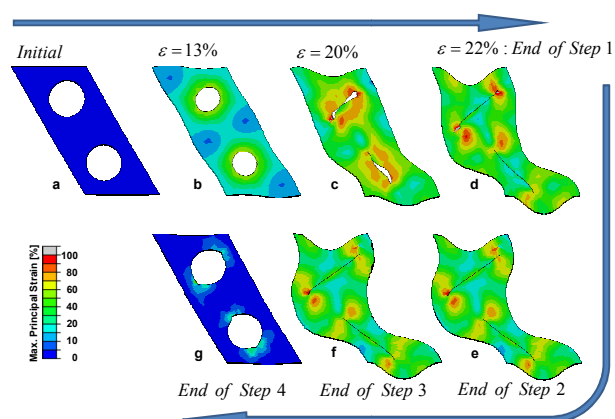 Initial
ε = 13%
ε = 20%
ε = 22% : End of Step 1
a
b
c
d
Max. Principal Strain [%]
100
80
60
40
20
10
0
g
f
e
End of Step 4
End of Step 3
End of Step 2